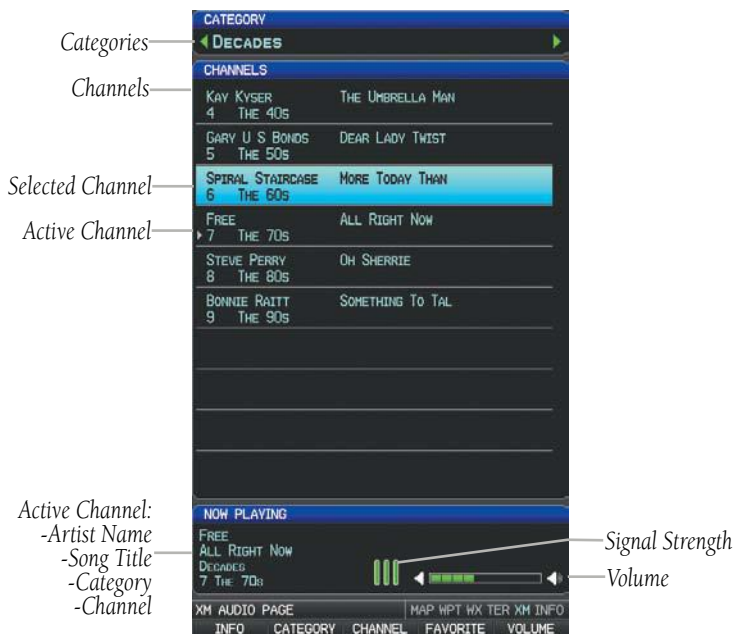 CATEGORY
Categories
DECADES
CHANNELS
Channels
KAY KYSER THE UMBRELLA MAN
4 THE 40S
GARY U S BONDS DEAR LADY TWIST
5 THE 50S
Selected Channel
SPIRAL STAIRCASE MORE TODAY THAN
6 THE 60S
Active Channel
FREE ALL RIGHT NOW
7 THE 70S
STEVE PERRY OH SHERRIE
8 THE 80S
BONNIE RAITT SOMETHING TO TAL
9 THE 90S
Active Channel:
-Artist Name
-Song Title
-Category
-Channel
NOW PLAYING
FREE
ALL RIGHT NOW
DECADES
7 THE 70S
Signal Strength
Volume
XM AUDIO PAGE MAP WPT WX TER XM INFO
INFO CATEGORY CHANNEL FAVORITE VOLUME